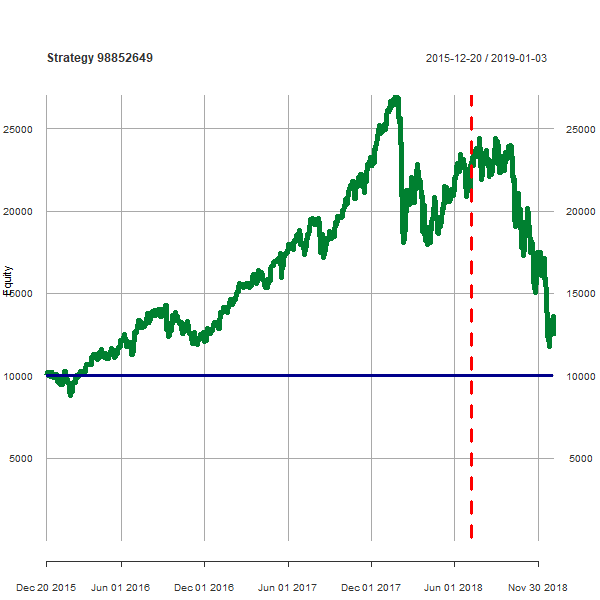 Strategy 98852649
2015-12-20 / 2019-01-03
25000
25000
20000
20000
Equity
15000
15000
10000
10000
5000
5000
Dec 20 2015
Jun 01 2016
Dec 01 2016
Jun 01 2017
Dec 01 2017
Jun 01 2018
Nov 30 2018